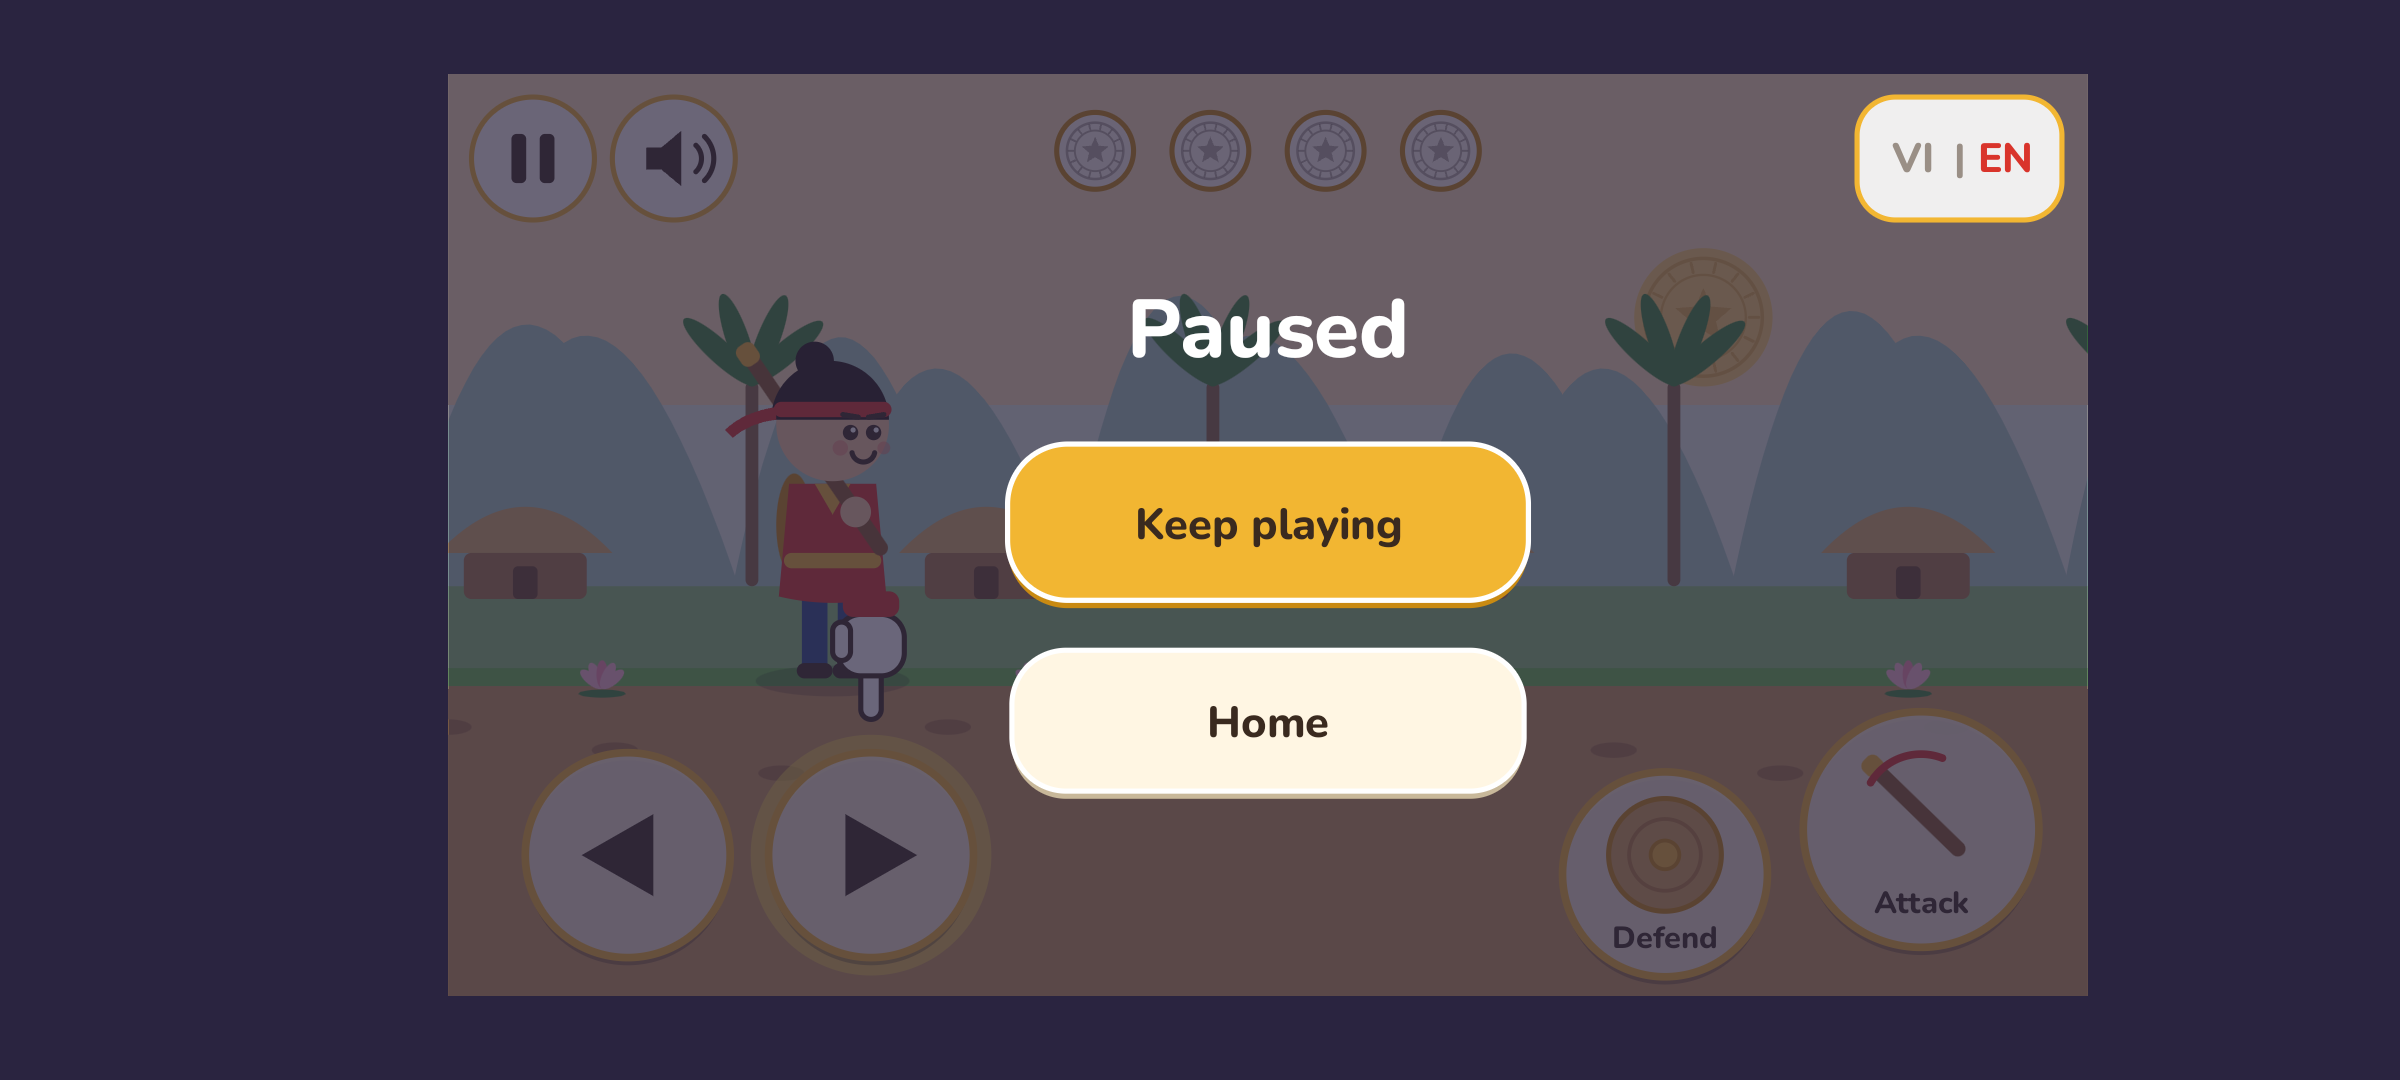 VI | EN
Paused
Keep playing
Home
Attack
Defend